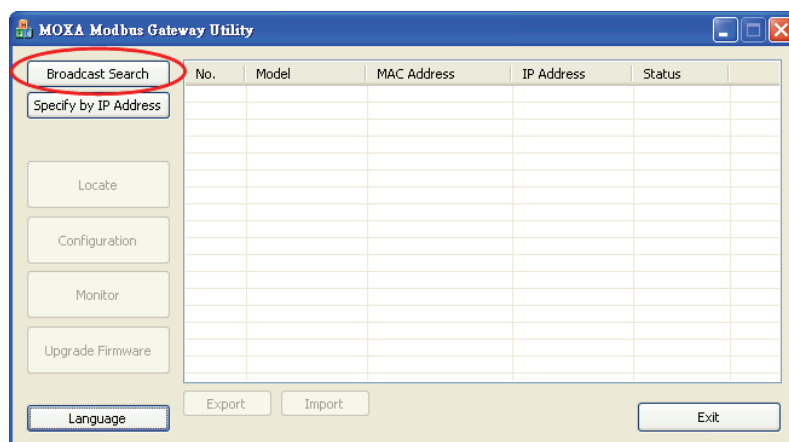 MOXA Modbus Gateway Utility
Broadcast Search
No. Model MAC Address IP Address Status
Specify by IP Address
Locate
Configuration
Monitor
Upgrade Firmware
Export Import
Language
Exit